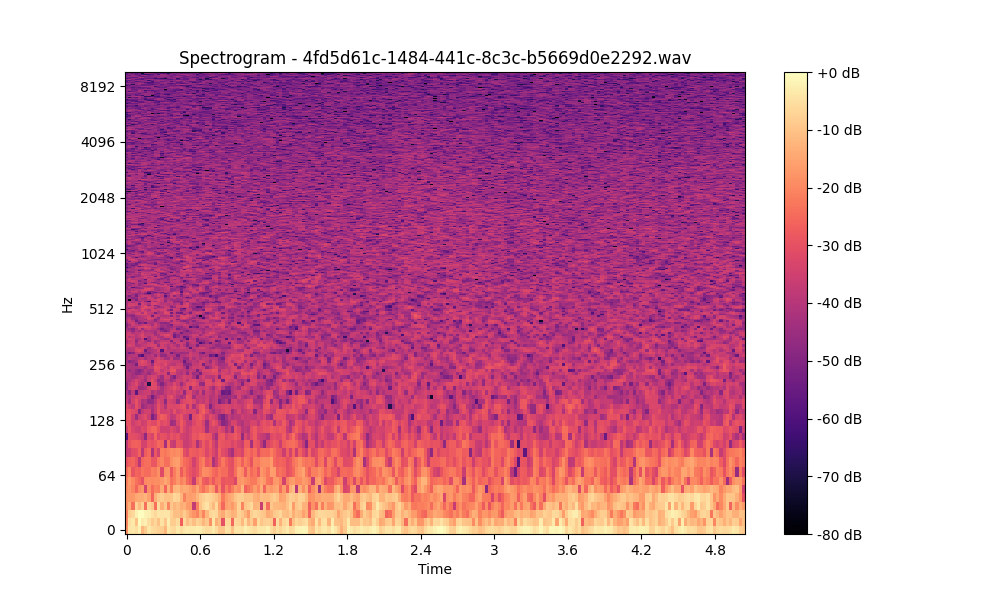 Spectrogram - 4fd5d61c-1484-441c-8c3c-b5669d0e2292.wav
8192
4096
2048
1024
512
256
128
64
0
Hz
0 0.6 1.2 1.8 2.4 3 3.6 4.2 4.8
Time
+0 dB
-10 dB
-20 dB
-30 dB
-40 dB
-50 dB
-60 dB
-70 dB
-80 dB